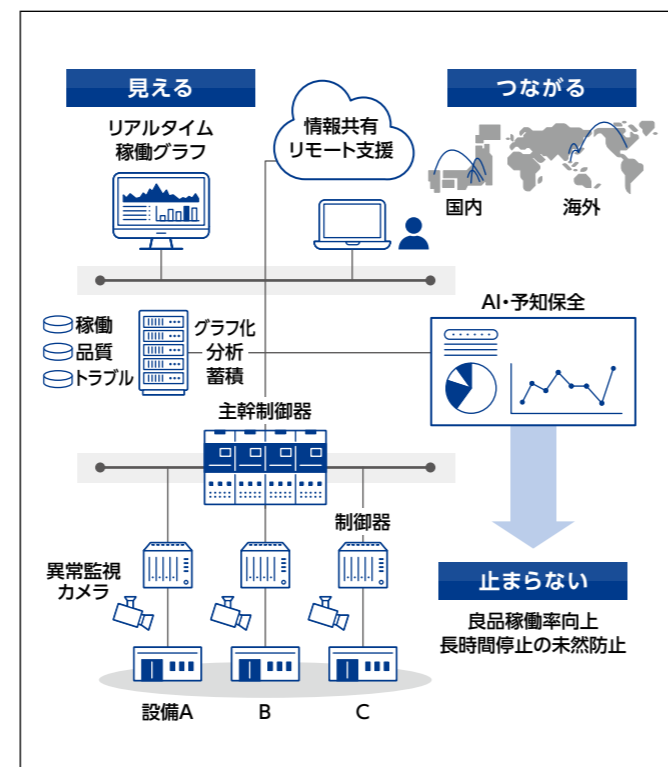 見える
リアルタイム
稼働グラフ
情報共有
リモート支援
つながる
国内
海外
稼働
品質
トラブル
グラフ化
分析
蓄積
AI・予知保全
主幹制御器
制御器
異常監視
カメラ
設備A
B
C
止まらない
良品稼働率向上
長時間停止の未然防止